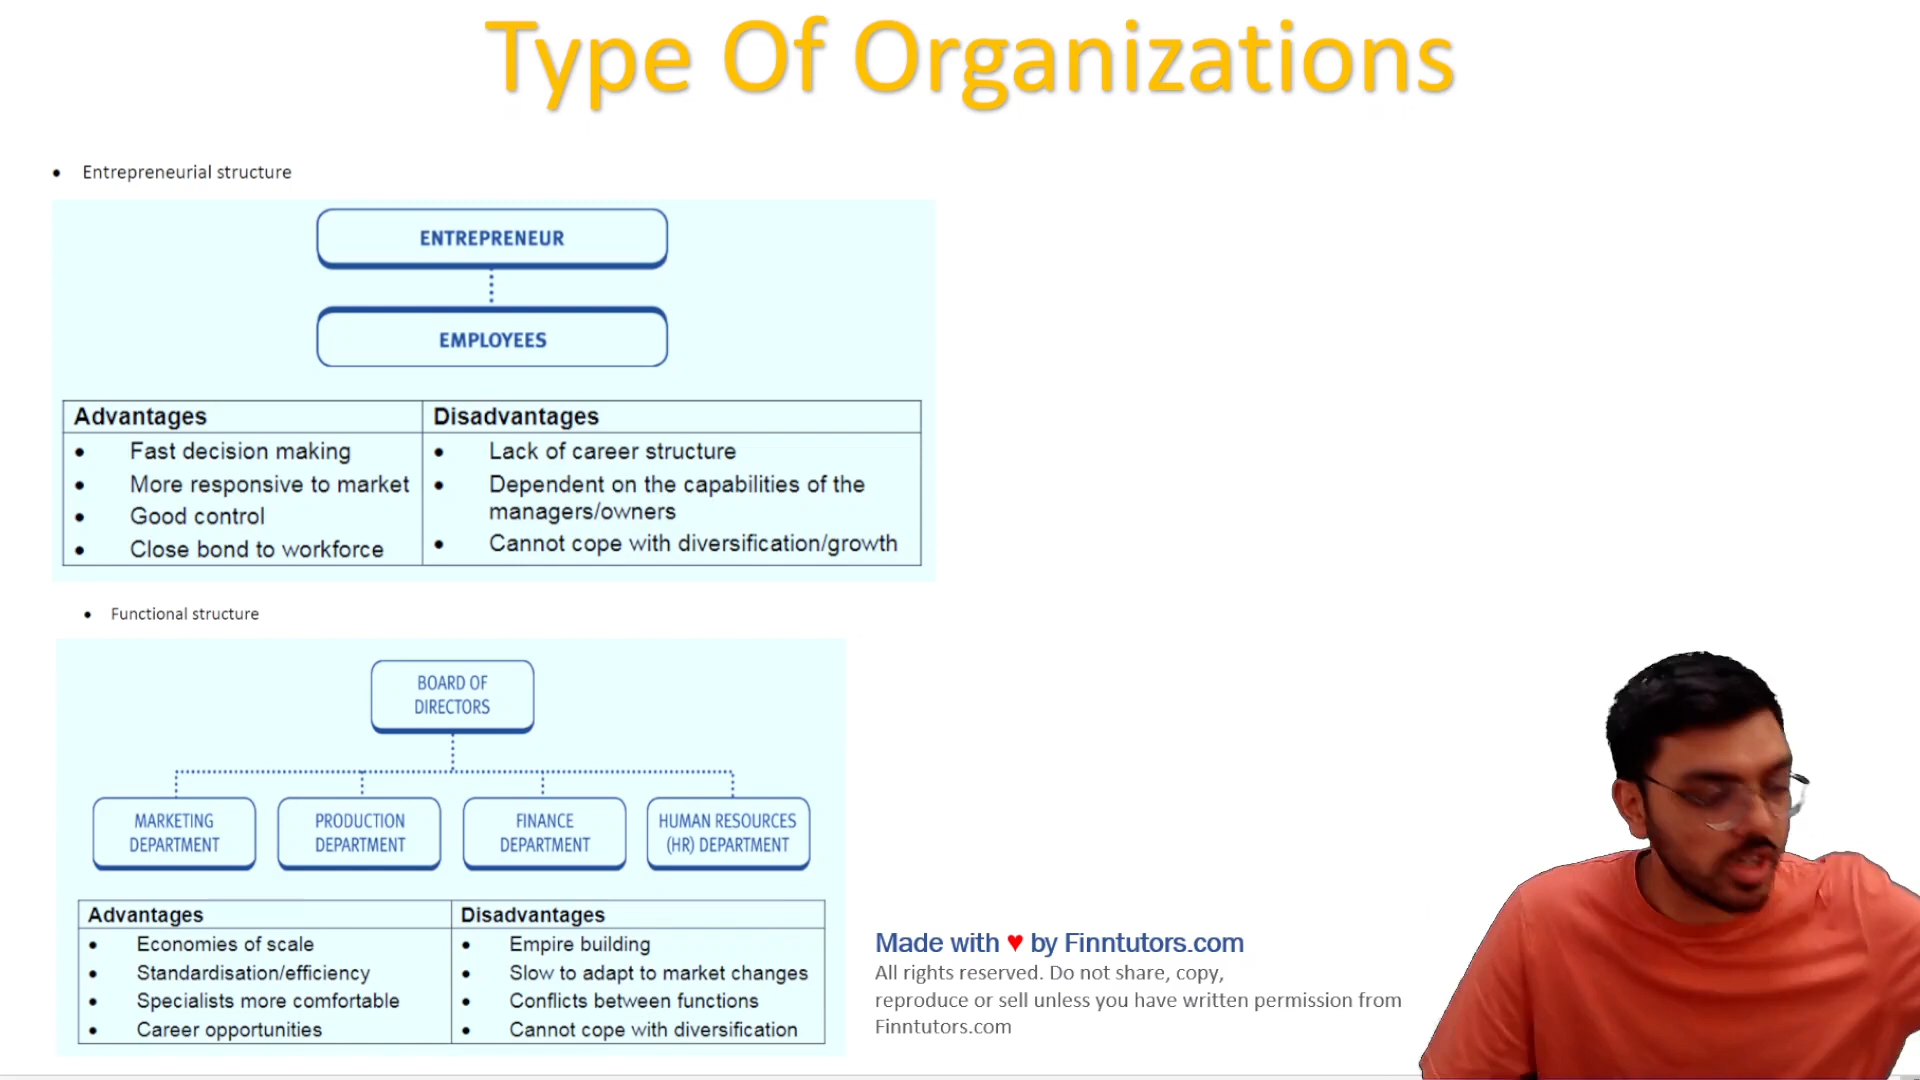 Type Of Organizations
• Entrepreneurial structure
ENTREPRENEUR
EMPLOYEES
Advantages
• Fast decision making
• More responsive to market
• Good control
• Close bond to workforce
Disadvantages
• Lack of career structure
• Dependent on the capabilities of the
managers/owners
• Cannot cope with diversification/growth
• Functional structure
BOARD OF
DIRECTORS
MARKETING
DEPARTMENT
PRODUCTION
DEPARTMENT
FINANCE
DEPARTMENT
HUMAN RESOURCES
(HR) DEPARTMENT
Advantages
• Economies of scale
• Standardisation/efficiency
• Specialists more comfortable
• Career opportunities
Disadvantages
• Empire building
• Slow to adapt to market changes
• Conflicts between functions
• Cannot cope with diversification
Made with ♥ by Finntutors.com
All rights reserved. Do not share, copy,
reproduce or sell unless you have written permission from
Finntutors.com